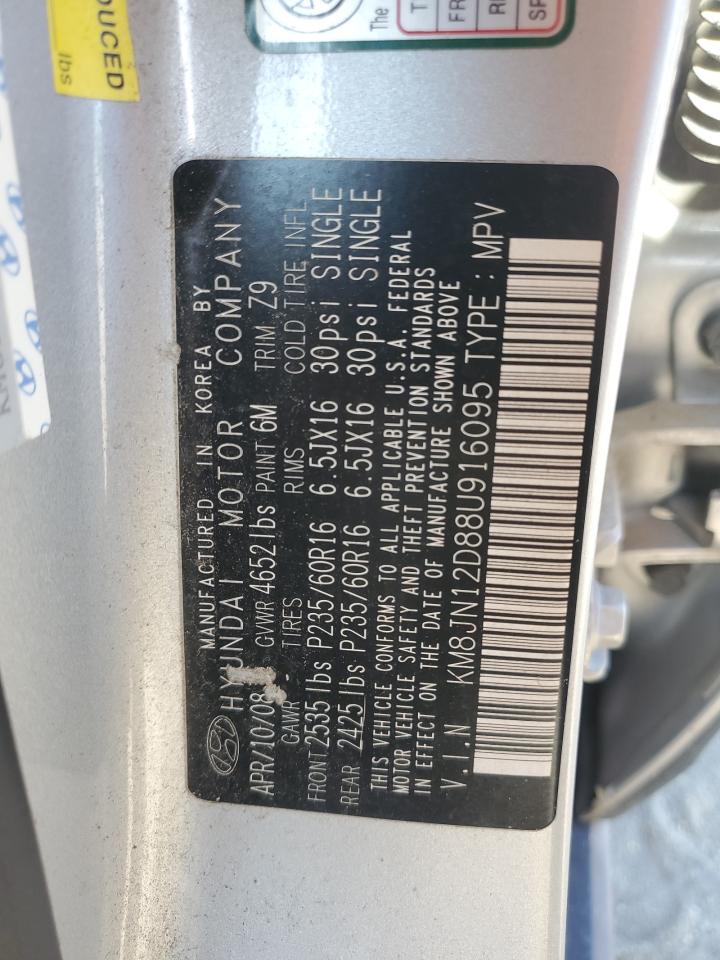 MANUFACTURED IN KOREA BY
HYUNDAI MOTOR COMPANY
APR/10/08 GVWR 4652lbs PAINT 6M TRIM Z9
GAWR TIRES RIMS COLD TIRE INFL
FRONT 2535lbs P235/60R16 6.5JX16 30psi SINGLE
REAR 2425lbs P235/60R16 6.5JX16 30psi SINGLE
THIS VEHICLE CONFORMS TO ALL APPLICABLE U.S.A. FEDERAL
MOTOR VEHICLE SAFETY AND THEFT PREVENTION STANDARDS
IN EFFECT ON THE DATE OF MANUFACTURE SHOWN ABOVE
V.I.N KM8JN12D88U916095 TYPE : MPV
DUCED
lbs
The